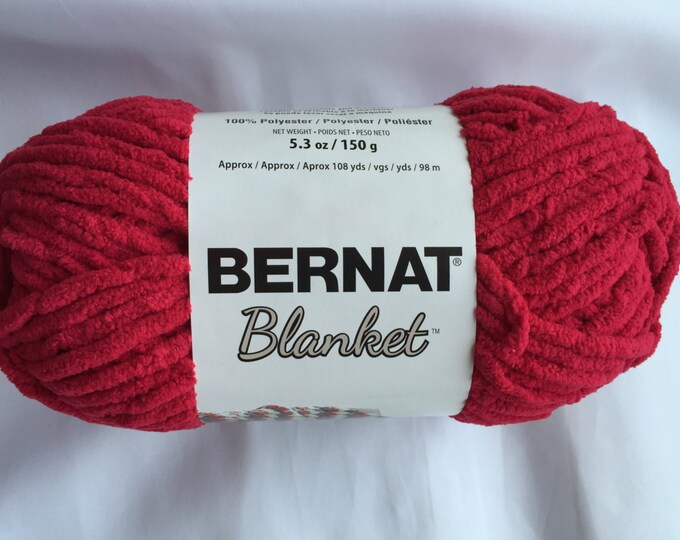 100% Polyester / Polyester / Poliéster
NET WEIGHT • POIDS NET • PESO NETO
5.3 oz / 150 g
Approx / Approx / Aprox 108 yds / vgs / yds / 98 m
BERNAT®
Blanket™